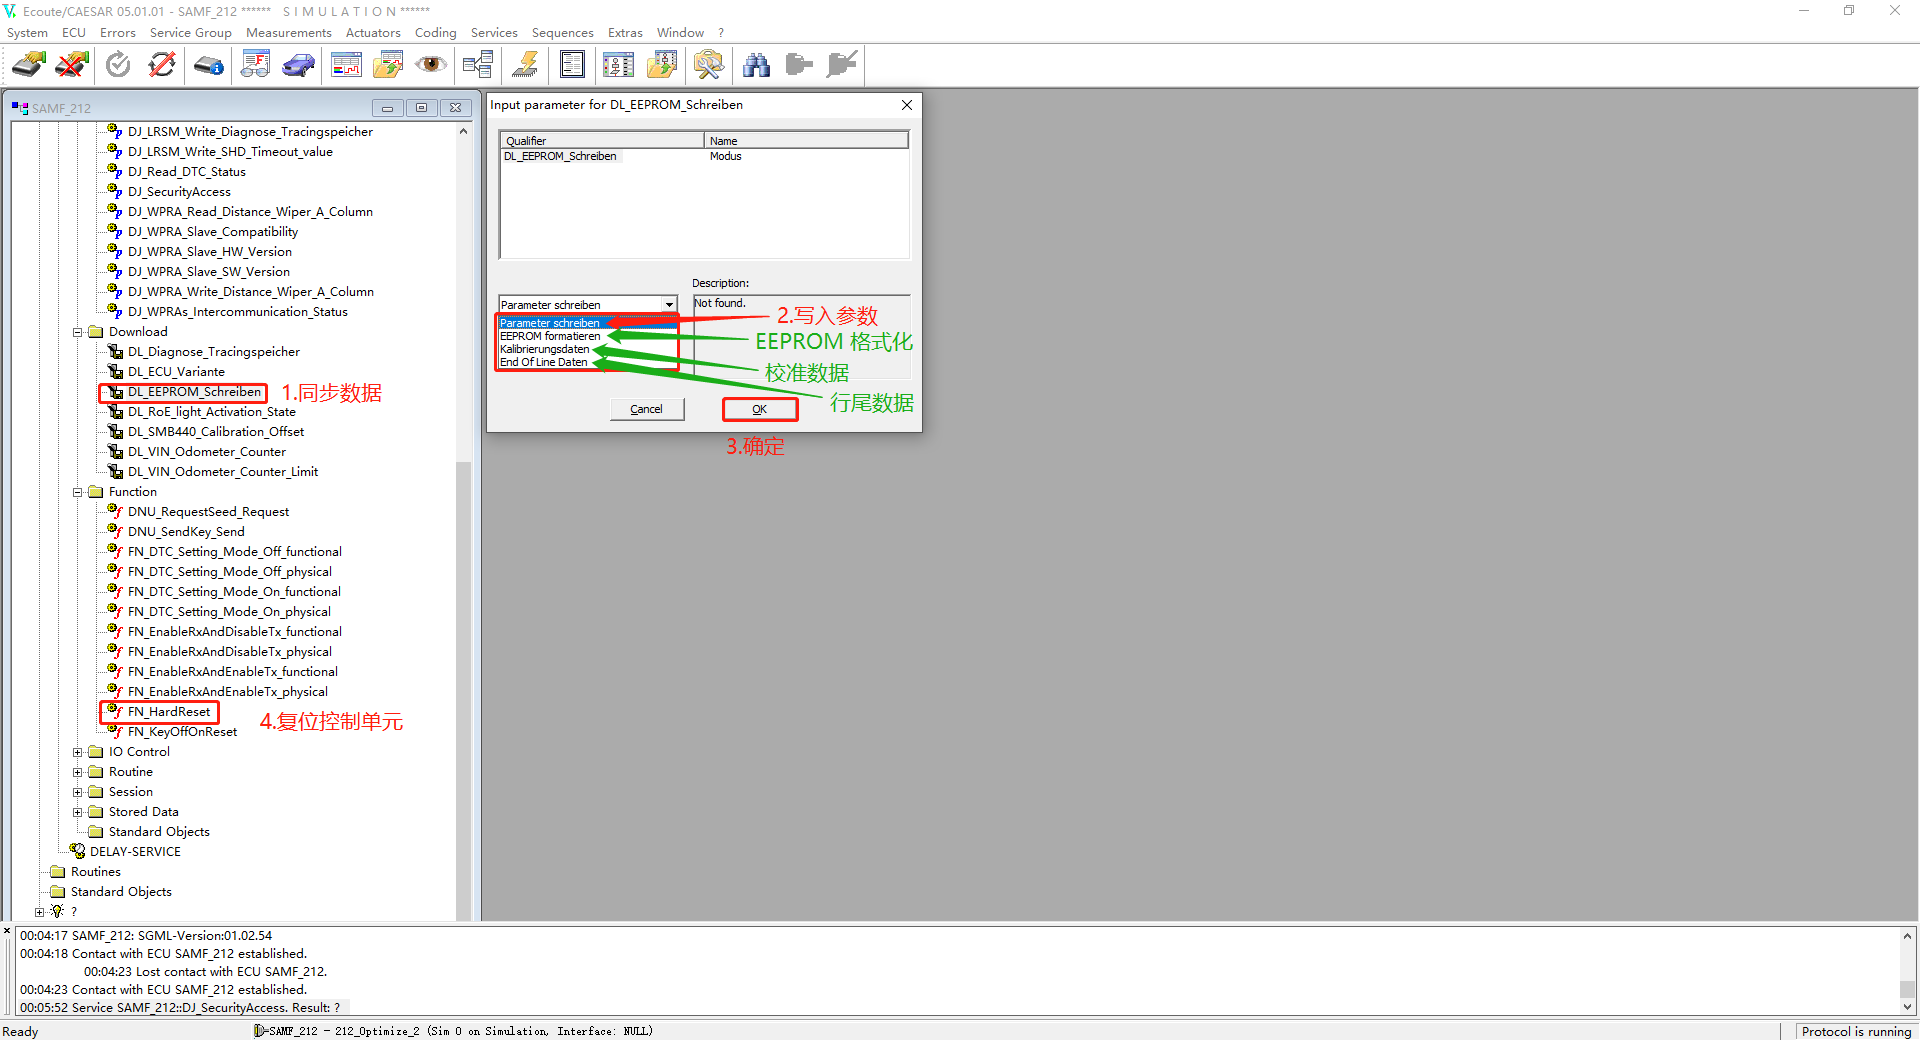 Ecoute/CAESAR 05.01.01 - SAMF_212 ****** S I M U L A T I O N ******
System ECU Errors Service Group Measurements Actuators Coding Services Sequences Extras Window ?
SAMF_212
DJ_LRSM_Write_Diagnose_Tracingspeicher
DJ_LRSM_Write_SHD_Timeout_value
DJ_Read_DTC_Status
DJ_SecurityAccess
DJ_WPRA_Read_Distance_Wiper_A_Column
DJ_WPRA_Slave_Compatibility
DJ_WPRA_Slave_HW_Version
DJ_WPRA_Slave_SW_Version
DJ_WPRA_Write_Distance_Wiper_A_Column
DJ_WPRAs_Intercommunication_Status
Download
DL_Diagnose_Tracingspeicher
DL_ECU_Variante
DL_EEPROM_Schreiben
1.同步数据
DL_RoE_light_Activation_State
DL_SMB440_Calibration_Offset
DL_VIN_Odometer_Counter
DL_VIN_Odometer_Counter_Limit
Function
DNU_RequestSeed_Request
DNU_SendKey_Send
FN_DTC_Setting_Mode_Off_functional
FN_DTC_Setting_Mode_Off_physical
FN_DTC_Setting_Mode_On_functional
FN_DTC_Setting_Mode_On_physical
FN_EnableRxAndDisableTx_functional
FN_EnableRxAndDisableTx_physical
FN_EnableRxAndEnableTx_functional
FN_EnableRxAndEnableTx_physical
FN_HardReset
4.复位控制单元
FN_KeyOffOnReset
IO Control
Routine
Session
Stored Data
Standard Objects
DELAY-SERVICE
Routines
Standard Objects
?
Input parameter for DL_EEPROM_Schreiben
Qualifier Name
DL_EEPROM_Schreiben Modus
Description:
Parameter schreiben
Not found.
Parameter schreiben
2.写入参数
EEPROM formatieren
EEPROM 格式化
Kalibrierungsdaten
校准数据
End Of Line Daten
行尾数据
Cancel OK
3.确定
00:04:17 SAMF_212: SGML-Version:01.02.54
00:04:18 Contact with ECU SAMF_212 established.
00:04:23 Lost contact with ECU SAMF_212.
00:04:23 Contact with ECU SAMF_212 established.
00:05:52 Service SAMF_212::DJ_SecurityAccess. Result: ?
Ready
SAMF_212 - 212_Optimize_2 (Sim 0 on Simulation, Interface: NULL)
Protocol is running